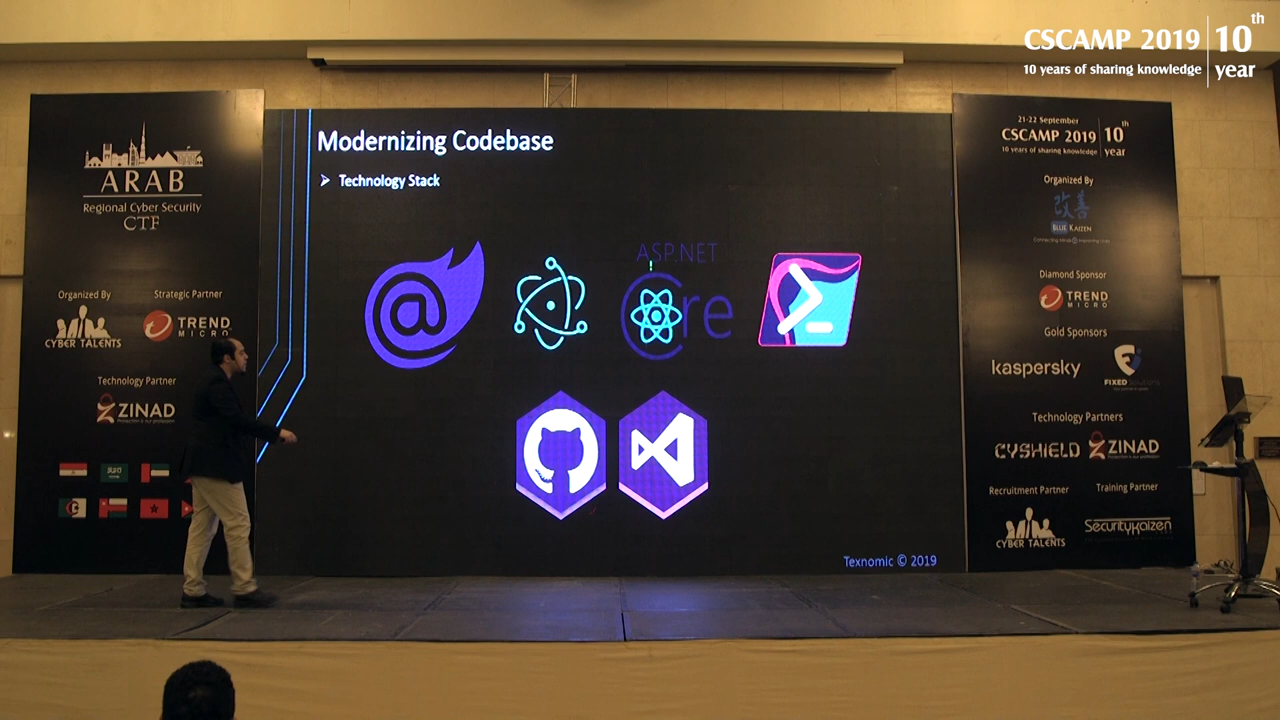 CSCAMP 2019
10 years of sharing knowledge
10th
year
ARAB
Regional Cyber Security
CTF
Organized By
CYBER TALENTS
Strategic Partner
TREND
MICRO
Technology Partner
ZINAD
Modernizing Codebase
Technology Stack
@
ASP.NET
Core
Texnomic © 2019
21-22 September
CSCAMP 2019
10 years of sharing knowledge
10th
year
Organized By
改善
BLUE KAIZEN
Diamond Sponsor
TREND
MICRO
Gold Sponsors
kaspersky
FIXED
Technology Partners
CYSHIELD
ZINAD
Recruitment Partner
CYBER TALENTS
Training Partner
Securitykaizen